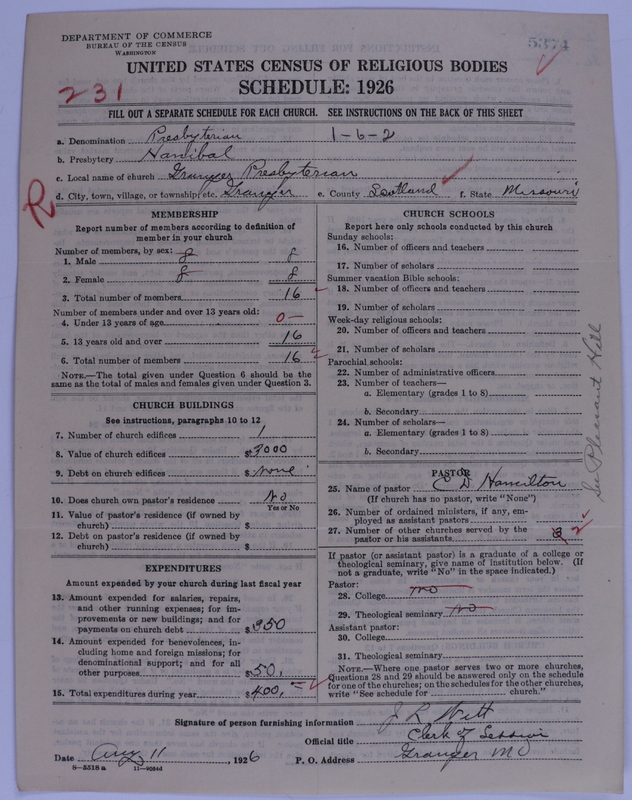 DEPARTMENT OF COMMERCE
BUREAU OF THE CENSUS
WASHINGTON
5374
UNITED STATES CENSUS OF RELIGIOUS BODIES
SCHEDULE: 1926
231
FILL OUT A SEPARATE SCHEDULE FOR EACH CHURCH. SEE INSTRUCTIONS ON THE BACK OF THIS SHEET
a. Denomination Presbyterian 1-6-2
b. Presbytery Hanibal
c. Local name of church Granger Presbyterian
d. City, town, village, or township, etc. Granger e. County Scotland f. State Missouri
R
MEMBERSHIP
Report number of members according to definition of member in your church
Number of members, by sex:
1. Male 8 8
2. Female 8 8
3. Total number of members 16
Number of members under and over 13 years old:
4. Under 13 years of age 0
5. 13 years old and over 16
6. Total number of members 16
NOTE.—The total given under Question 6 should be the same as the total of males and females given under Question 3.
CHURCH BUILDINGS
See instructions, paragraphs 10 to 12
7. Number of church edifices 1
8. Value of church edifices $3000
9. Debt on church edifices $ none
10. Does church own pastor's residence No
Yes or No
11. Value of pastor's residence (if owned by church) $
12. Debt on pastor's residence (if owned by church) $
EXPENDITURES
Amount expended by your church during last fiscal year
13. Amount expended for salaries, repairs, and other running expenses; for improvements or new buildings; and for payments on church debt $350
14. Amount expended for benevolences, including home and foreign missions; for denominational support; and for all other purposes $50.
15. Total expenditures during year $400.
CHURCH SCHOOLS
Report here only schools conducted by this church
Sunday schools:
16. Number of officers and teachers
17. Number of scholars
Summer vacation Bible schools:
18. Number of officers and teachers
19. Number of scholars
Week-day religious schools:
20. Number of officers and teachers
21. Number of scholars
Parochial schools:
22. Number of administrative officers
23. Number of teachers—
a. Elementary (grades 1 to 8)
b. Secondary
24. Number of scholars—
a. Elementary (grades 1 to 8)
b. Secondary
See Pleasant Hill
PASTOR
25. Name of pastor C D Hamilton
(If church has no pastor, write "None")
26. Number of ordained ministers, if any, employed as assistant pastors
27. Number of other churches served by the pastor or his assistants 3 2
If pastor (or assistant pastor) is a graduate of a college or theological seminary, give name of institution below. (If not a graduate, write "No" in the space indicated.)
Pastor:
28. College no
29. Theological seminary no
Assistant pastor:
30. College
31. Theological seminary
NOTE.—Where one pastor serves two or more churches, Questions 28 and 29 should be answered only on the schedule for one of the churches; on the schedules for the other churches, write "See schedule for church."
Signature of person furnishing information J L Witt
Official title Clerk of Session
Date Aug 11, 1926 P. O. Address Granger MO
8-5518 a 11-9054d